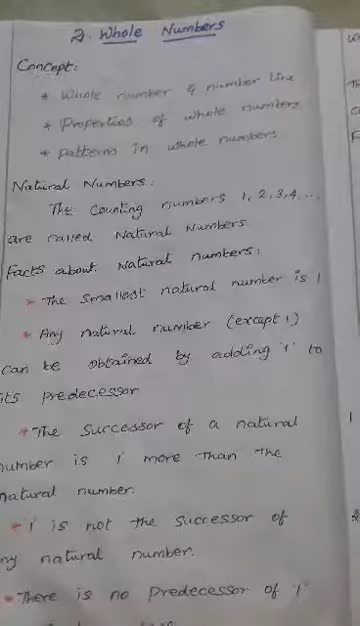 2. Whole Numbers
Concept:
* Whole number & number line
* Properties of whole numbers
* patterns in whole numbers
Natural Numbers:
The counting numbers 1, 2, 3, 4, ...
are called Natural Numbers
Facts about Natural numbers:
* The smallest natural number is 1
* Any natural number (except 1)
can be obtained by adding '1' to
its predecessor
* The successor of a natural
number is 1 more than the
natural number.
* 1 is not the successor of
ny natural number.
* There is no predecessor of '1'